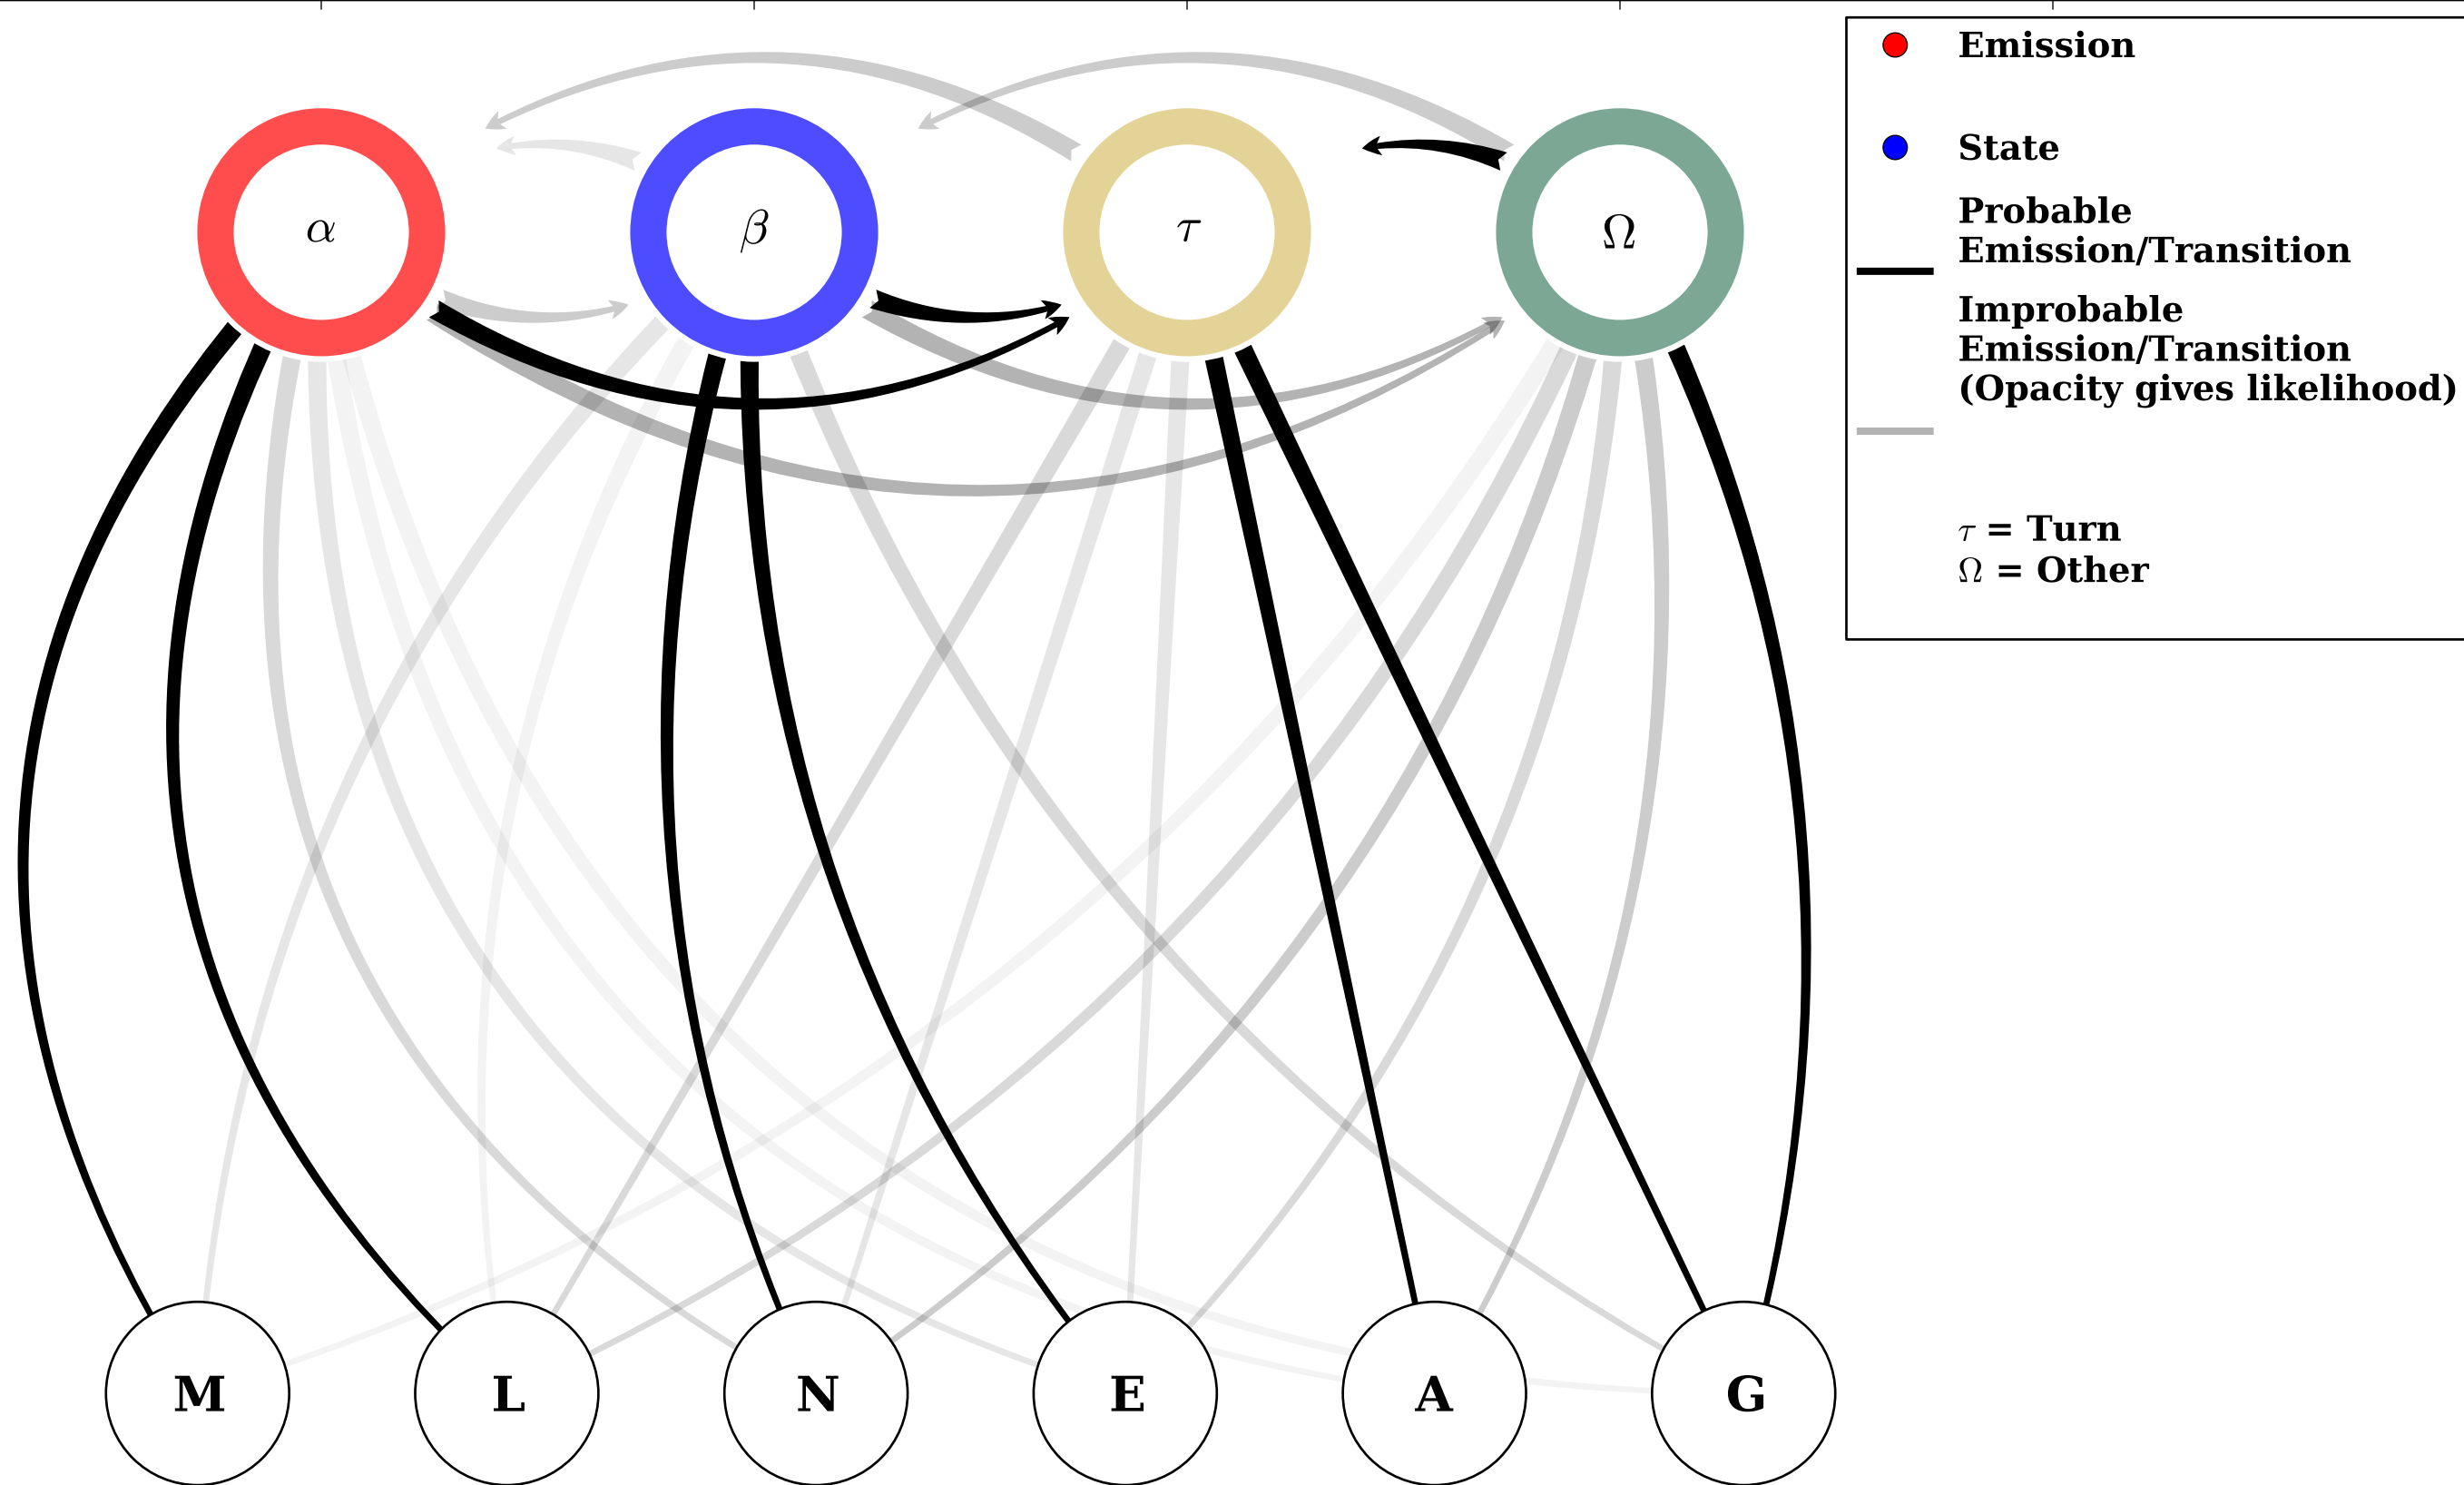 α β τ Ω
Emission
State
Probable
Emission/Transition
Improbable
Emission/Transition
(Opacity gives likelihood)
τ = Turn
Ω = Other
M L N E A G